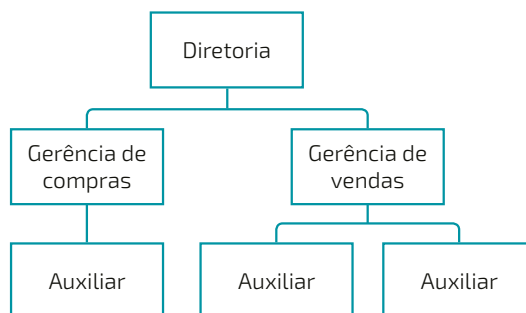 Diretoria
Gerência de
compras
Gerência de
vendas
Auxiliar
Auxiliar
Auxiliar